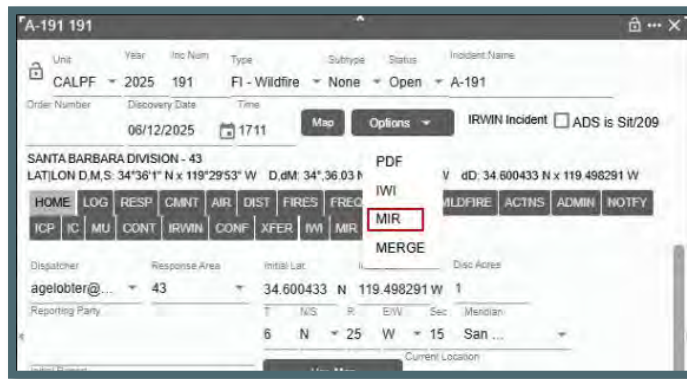 A-191 191
Unit Year Inc Num Type Subtype Status Incident Name
CALPF 2025 191 FI - Wildfire None Open A-191
Order Number Discovery Date Time
06/12/2025 1711 Map Options IRWIN Incident ADS is Sit/209
SANTA BARBARA DIVISION - 43
LAT|LON D,M,S: 34°36'1" N x 119°29'53" W D,dM: 34°,36.03 dD: 34.600433 N x 119.498291 W
PDF
IWI
MIR
MERGE
HOME LOG RESP CMNT AIR DIST FIRES FREQ ACTNS ADMIN NOTFY
ICP IC MU CONT IRWIN CONF XFER IWI MIR
Dispatcher Response Area Initial Lat Disc Acres
agelobter@... 43 34.600433 N 119.498291 W 1
Reporting Party T N/S R E/W Sec Meridian
6 N 25 W 15 San ...
Current Location